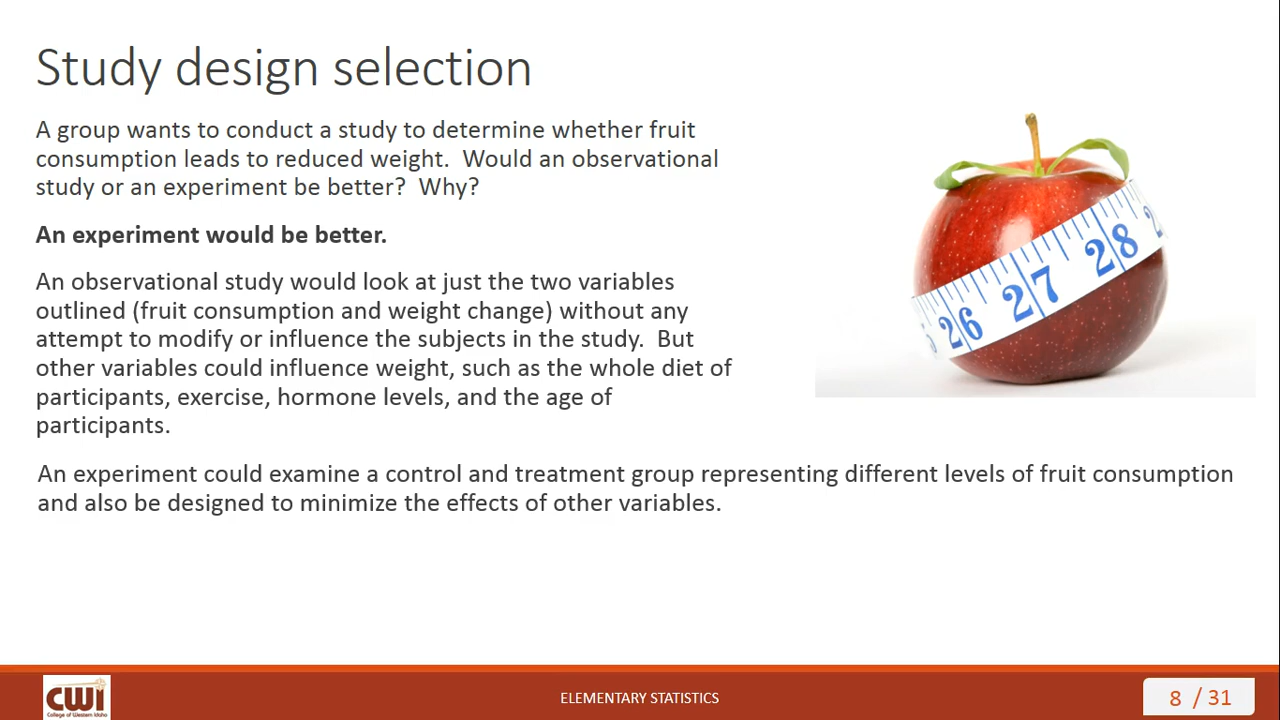 Study design selection
A group wants to conduct a study to determine whether fruit
consumption leads to reduced weight.  Would an observational
study or an experiment be better?  Why?
An experiment would be better.
An observational study would look at just the two variables
outlined (fruit consumption and weight change) without any
attempt to modify or influence the subjects in the study.  But
other variables could influence weight, such as the whole diet of
participants, exercise, hormone levels, and the age of
participants.
An experiment could examine a control and treatment group representing different levels of fruit consumption
and also be designed to minimize the effects of other variables.
26 27 28
CWI
College of Western Idaho
ELEMENTARY STATISTICS
8 / 31